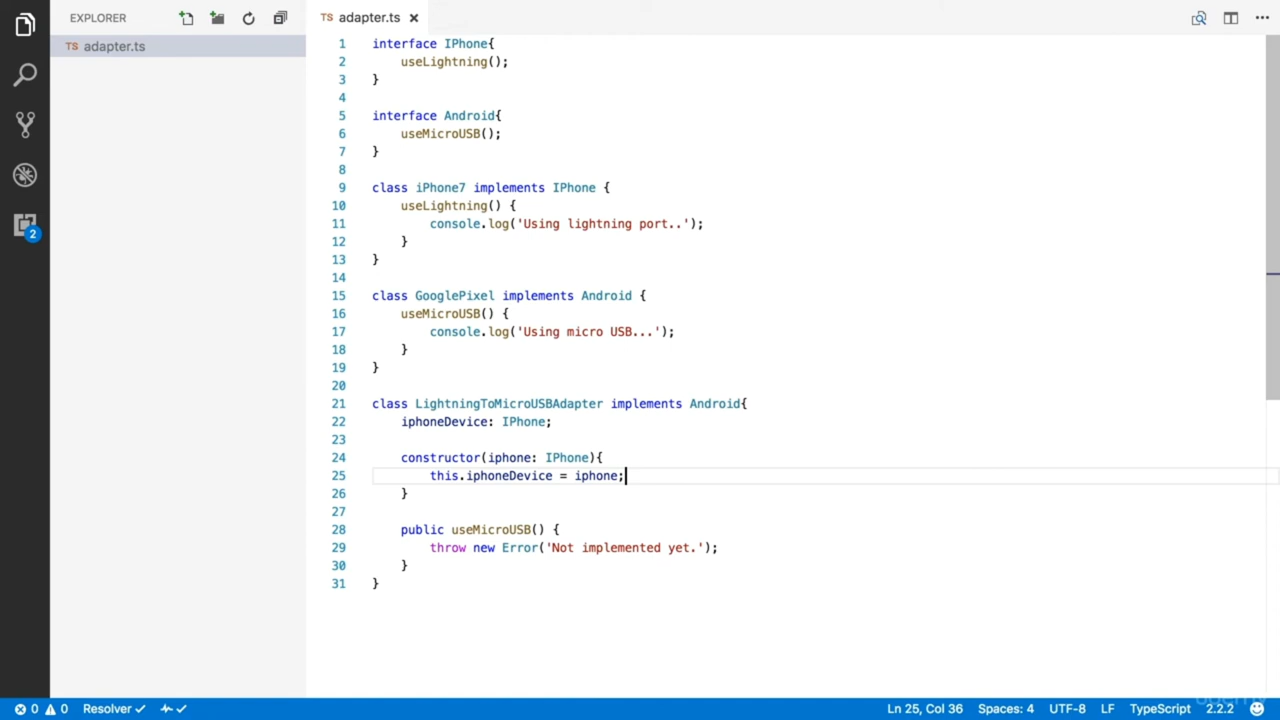 EXPLORER
TS adapter.ts
TS adapter.ts
1 interface IPhone{
2 useLightning();
3 }
4
5 interface Android{
6 useMicroUSB();
7 }
8
9 class iPhone7 implements IPhone {
10 useLightning() {
11 console.log('Using lightning port..');
12 }
13 }
14
15 class GooglePixel implements Android {
16 useMicroUSB() {
17 console.log('Using micro USB...');
18 }
19 }
20
21 class LightningToMicroUSBAdapter implements Android{
22 iphoneDevice: IPhone;
23
24 constructor(iphone: IPhone){
25 this.iphoneDevice = iphone;
26 }
27
28 public useMicroUSB() {
29 throw new Error('Not implemented yet.');
30 }
31 }
2
0 0 Resolver Ln 25, Col 36 Spaces: 4 UTF-8 LF TypeScript 2.2.2